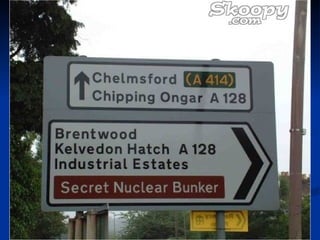 Skoopy
.com
Chelmsford (A 414)
Chipping Ongar A 128
Brentwood
Kelvedon Hatch A 128
Industrial Estates
Secret Nuclear Bunker